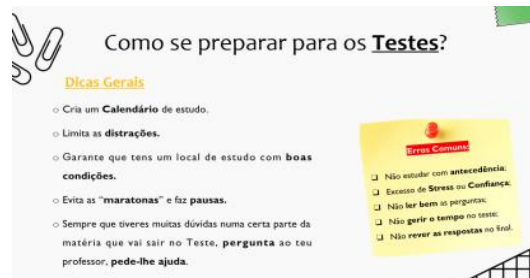 Como se preparar para os Testes?
Dicas Gerais
○ Cria um Calendário de estudo.
○ Limita as distrações.
○ Garante que tens um local de estudo com boas
condições.
○ Evita as "maratonas" e faz pausas.
○ Sempre que tiveres muitas dúvidas numa certa parte da
matéria que vai sair no Teste, pergunta ao teu
professor, pede-lhe ajuda.
Erros Comuns:
❑ Não estudar com antecedência;
❑ Excesso de Stress ou Confiança;
❑ Não ler bem as perguntas;
❑ Não gerir o tempo no teste;
❑ Não rever as respostas no final.